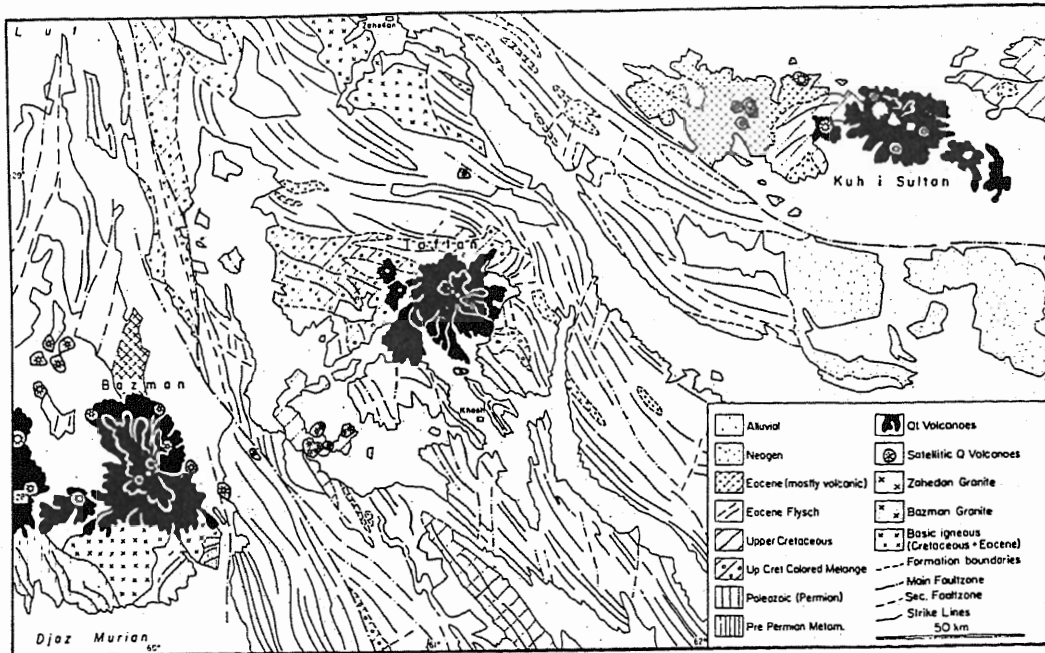 Lut
Zahedan
29°
Kuh i Sultan
Taftan
Bazman
Khash
28°
Djaz Murian
60°
61°
62°
Alluvial
Neogen
Eocene (mostly volcanic)
Eocene Flysch
Upper Cretaceous
Up Cret Colored Melange
Paleozoic (Permian)
Pre Permian Metam.
Qt Volcanoes
Satellitic Q Volcanoes
Zahedan Granite
Bazman Granite
Basic igneous
(Cretaceous + Eocene)
Formation boundaries
Main Faultzone
Sec. Faultzone
Strike Lines
50 km